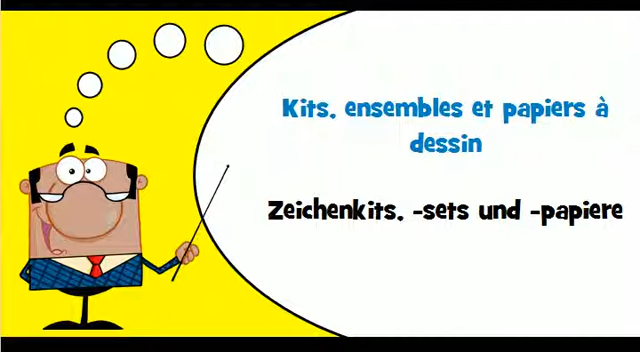 Kits, ensembles et papiers à
dessin
Zeichenkits, -sets und -papiere